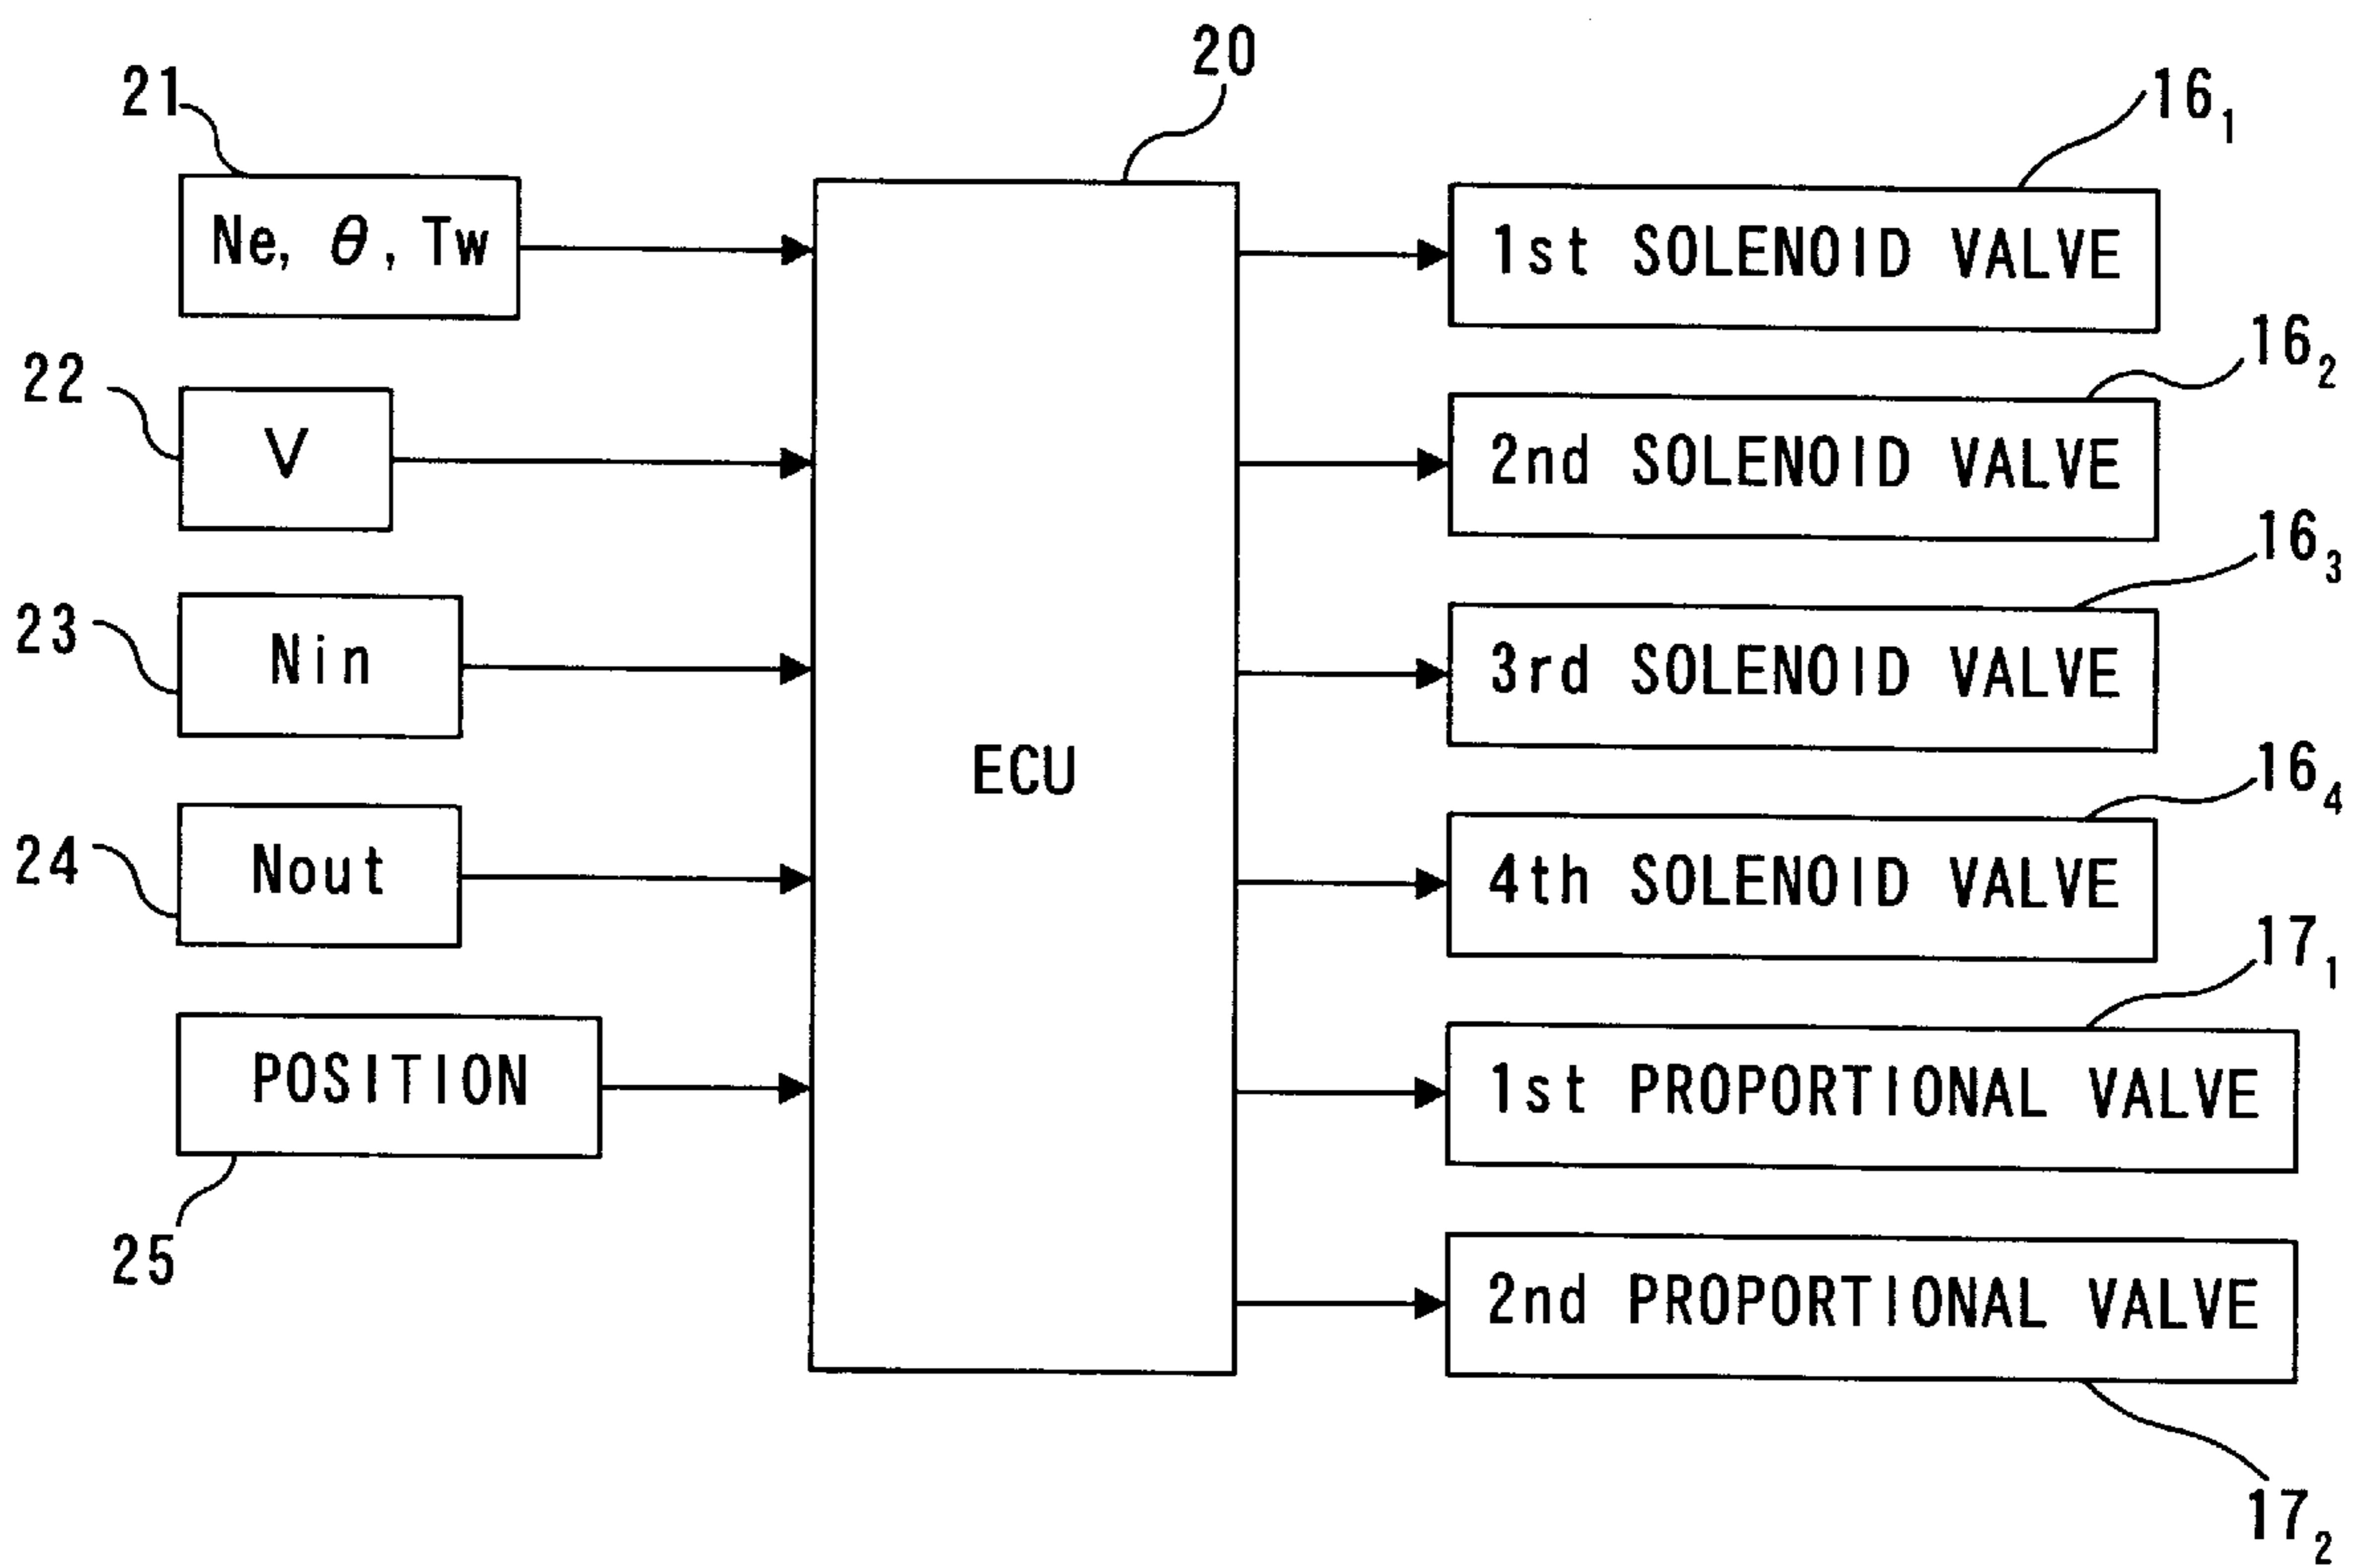 20
21
Ne, θ, Tw
22
V
23
Nin
24
Nout
25
POSITION
ECU
16₁
1st SOLENOID VALVE
16₂
2nd SOLENOID VALVE
16₃
3rd SOLENOID VALVE
16₄
4th SOLENOID VALVE
17₁
1st PROPORTIONAL VALVE
2nd PROPORTIONAL VALVE
17₂